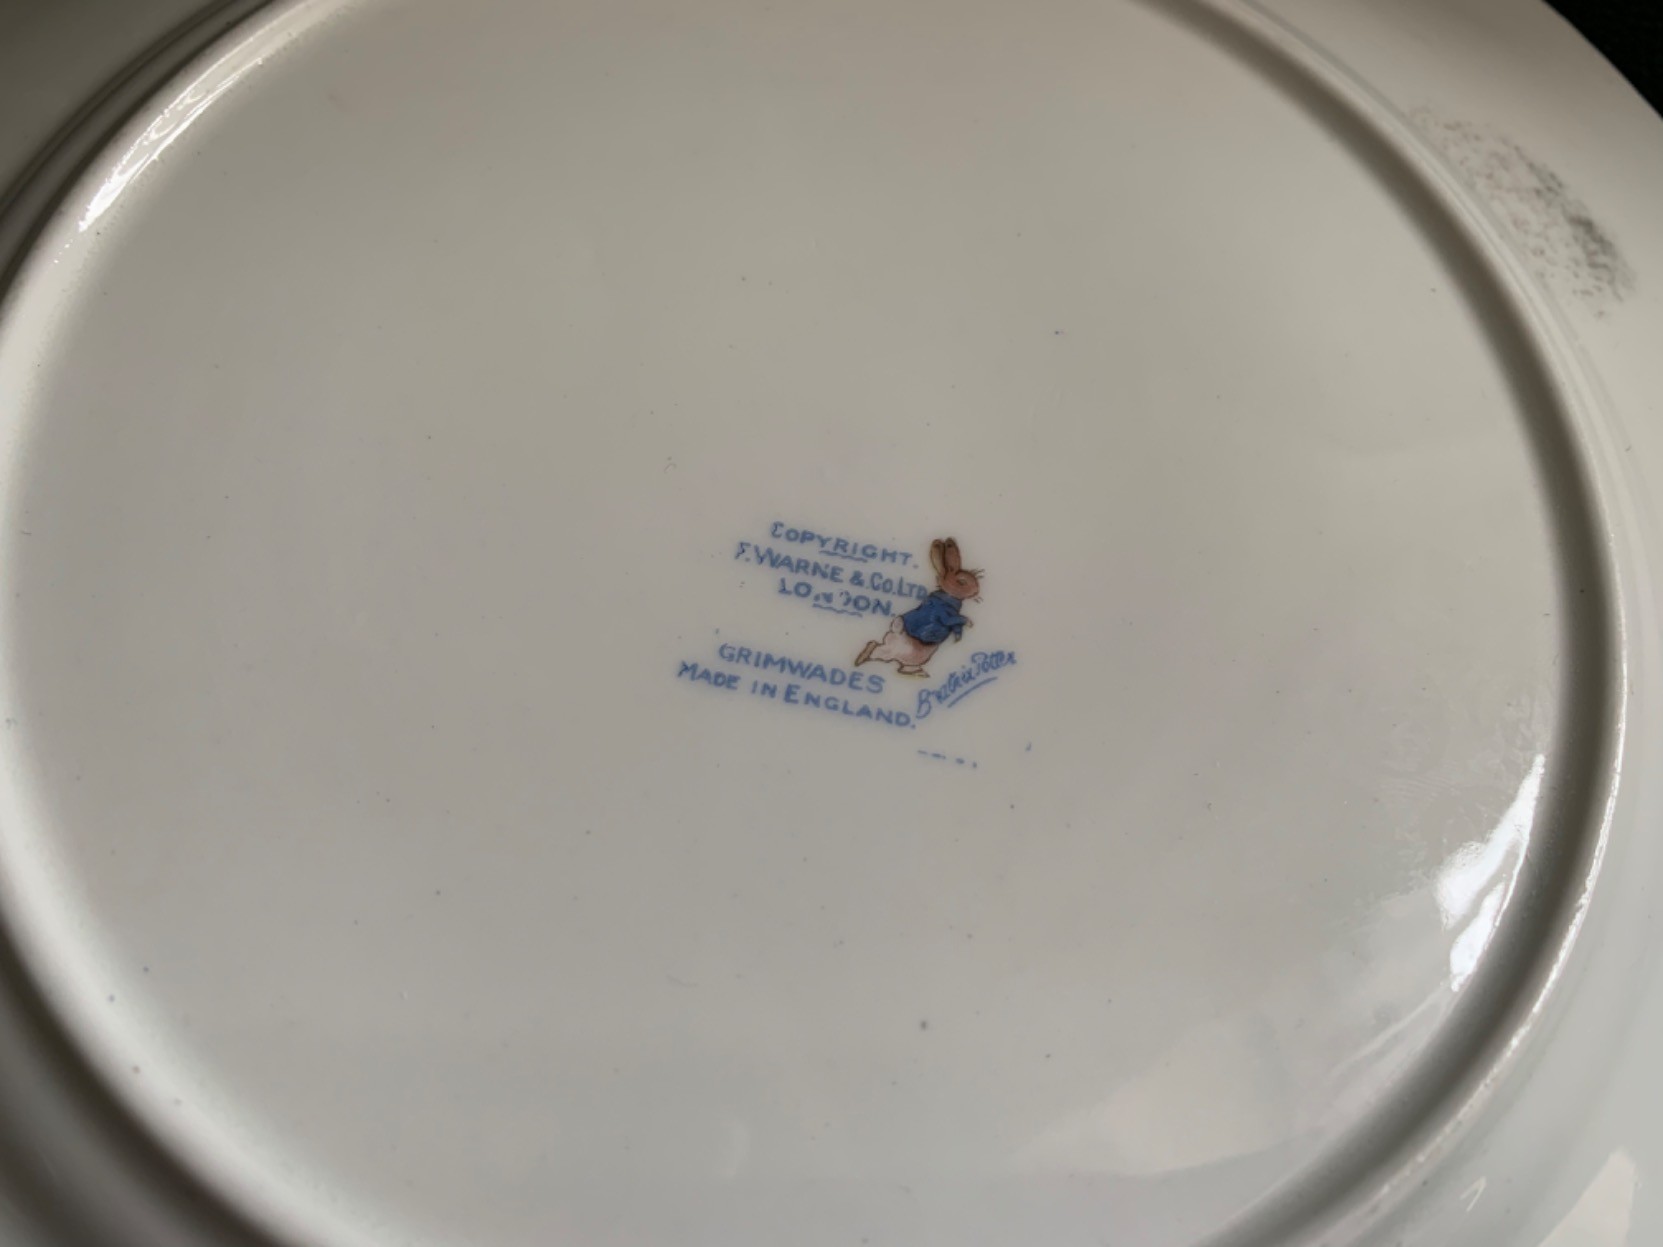 COPYRIGHT.
F. WARNE & CO. LTD
LONDON.
GRIMWADES
MADE IN ENGLAND.
Beatrix Potter